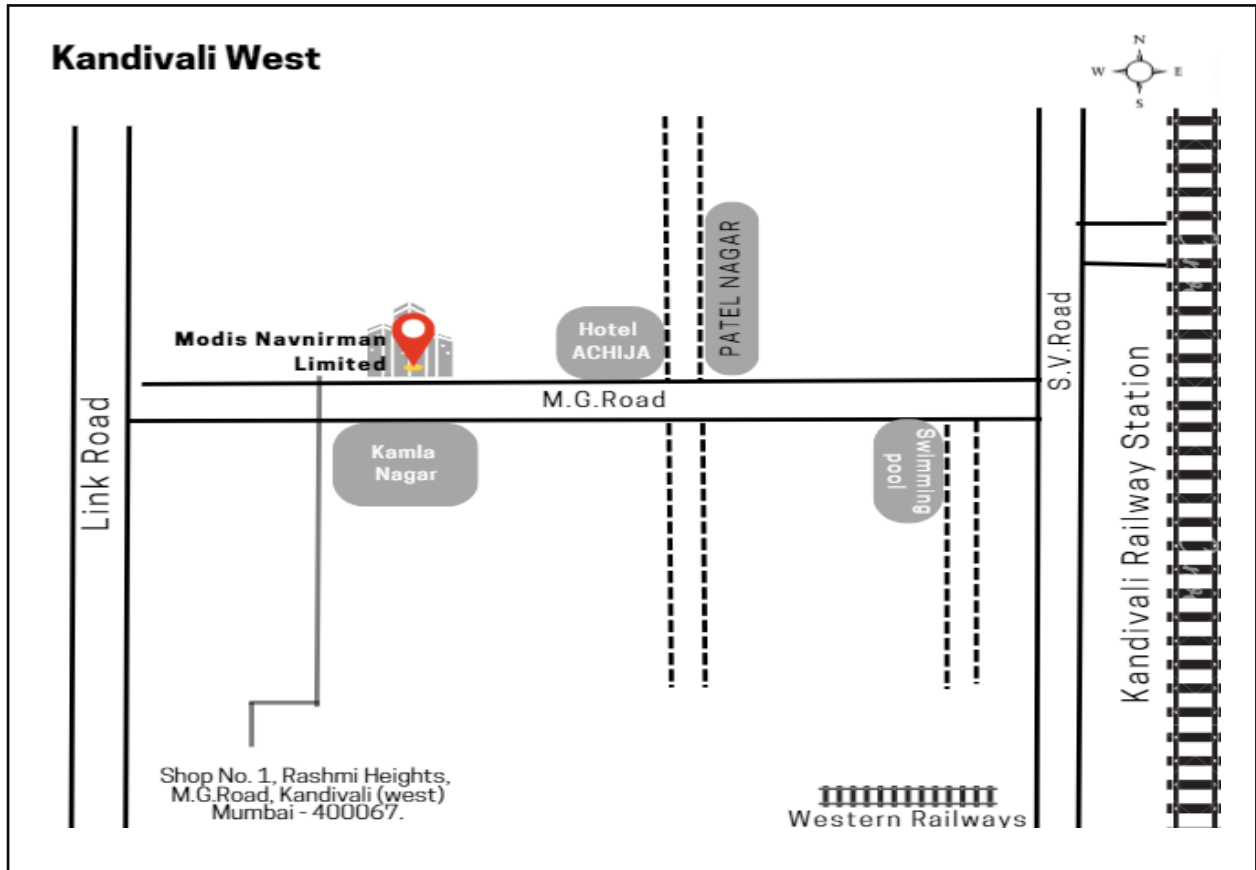 Kandivali West
N
W E
S
Modis Navnirman
Limited
Hotel
ACHIJA
PATEL NAGAR
M.G.Road
S.V.Road
Link Road
Kamla
Nagar
Swimming
pool
Kandivali Railway Station
Shop No. 1, Rashmi Heights,
M.G.Road, Kandivali (west)
Mumbai - 400067.
Western Railways